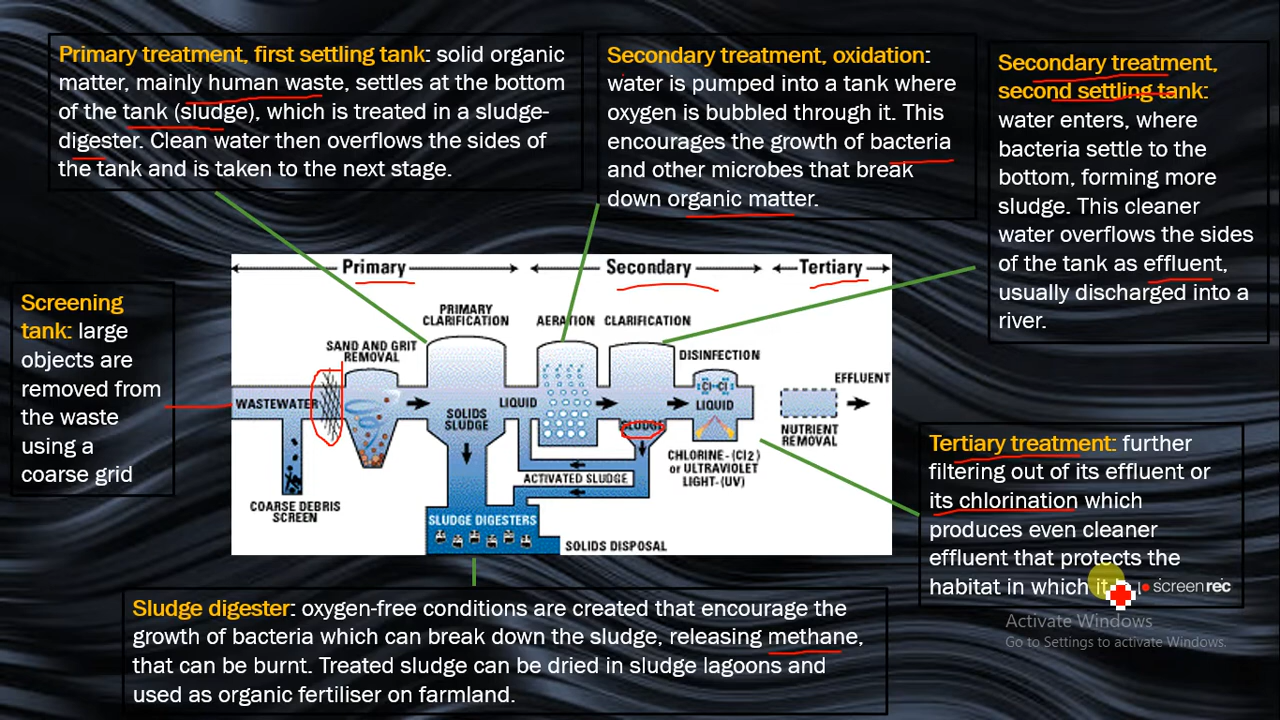 Primary treatment, first settling tank: solid organic
matter, mainly human waste, settles at the bottom
of the tank (sludge), which is treated in a sludge-
digester. Clean water then overflows the sides of
the tank and is taken to the next stage.
Secondary treatment, oxidation:
water is pumped into a tank where
oxygen is bubbled through it. This
encourages the growth of bacteria
and other microbes that break
down organic matter.
Secondary treatment,
second settling tank:
water enters, where
bacteria settle to the
bottom, forming more
sludge. This cleaner
water overflows the sides
of the tank as effluent,
usually discharged into a
river.
Screening
tank: large
objects are
removed from
the waste
using a
coarse grid
Primary
Secondary
Tertiary
PRIMARY
CLARIFICATION
AERATION
CLARIFICATION
SAND AND GRIT
REMOVAL
DISINFECTION
EFFLUENT
WASTEWATER
SOLIDS
SLUDGE
LIQUID
SLUDGE
Cl Cl
LIQUID
NUTRIENT
REMOVAL
CHLORINE-(Cl2)
or ULTRAVIOLET
LIGHT-(UV)
ACTIVATED SLUDGE
COARSE DEBRIS
SCREEN
SLUDGE DIGESTERS
SOLIDS DISPOSAL
Tertiary treatment: further
filtering out of its effluent or
its chlorination which
produces even cleaner
effluent that protects the
habitat in which it
screenrec
Activate Windows
Go to Settings to activate Windows.
Sludge digester: oxygen-free conditions are created that encourage the
growth of bacteria which can break down the sludge, releasing methane,
that can be burnt. Treated sludge can be dried in sludge lagoons and
used as organic fertiliser on farmland.